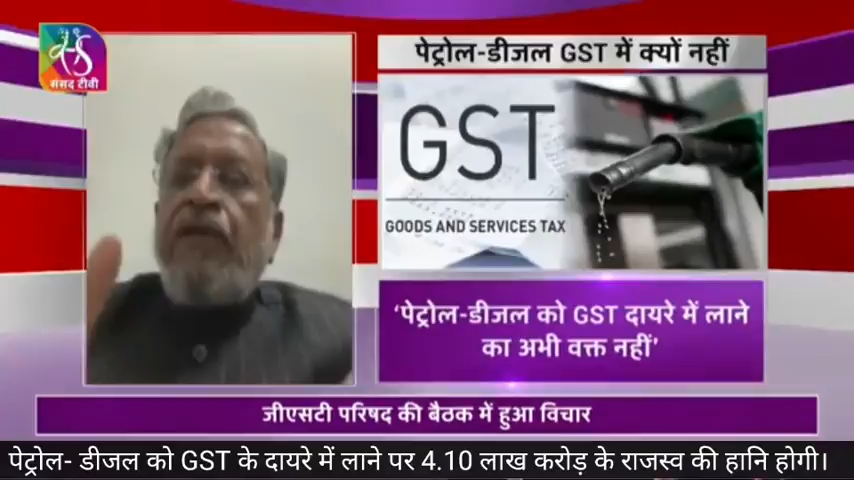 संसद टीवी
पेट्रोल-डीजल GST में क्यों नहीं
GST
GOODS AND SERVICES TAX
‘पेट्रोल-डीजल को GST दायरे में लाने
का अभी वक्त नहीं’
जीएसटी परिषद की बैठक में हुआ विचार
पेट्रोल- डीजल को GST के दायरे में लाने पर 4.10 लाख करोड़ के राजस्व की हानि होगी।